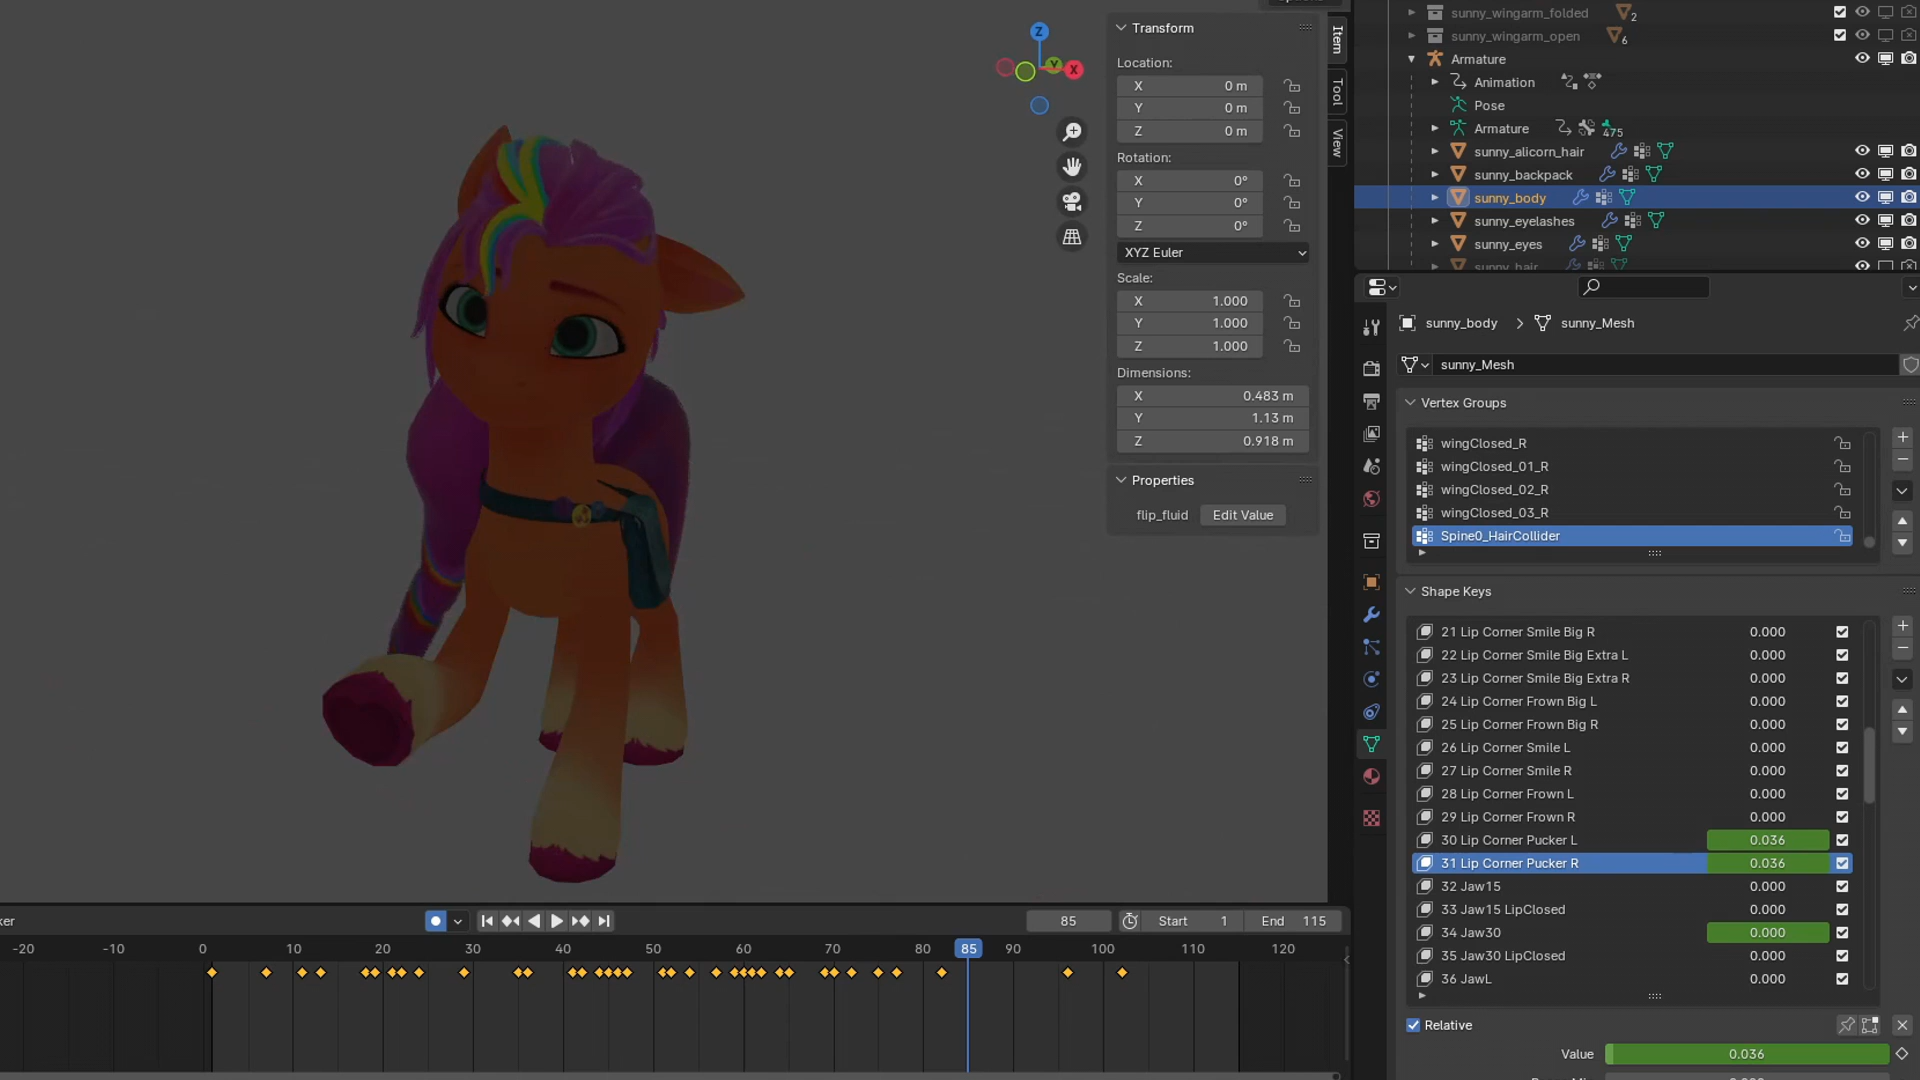 Transform
Location:
X 0 m
Y 0 m
Z 0 m
Rotation:
X 0°
Y 0°
Z 0°
XYZ Euler
Scale:
X 1.000
Y 1.000
Z 1.000
Dimensions:
X 0.483 m
Y 1.13 m
Z 0.918 m
Properties
flip_fluid Edit Value
Z
Y
X
Item
Tool
View
sunny_wingarm_folded 2
sunny_wingarm_open 6
Armature
Animation
Pose
Armature 475
sunny_alicorn_hair
sunny_backpack
sunny_body
sunny_eyelashes
sunny_eyes
sunny_hair
sunny_body > sunny_Mesh
sunny_Mesh
Vertex Groups
wingClosed_R
wingClosed_01_R
wingClosed_02_R
wingClosed_03_R
Spine0_HairCollider
Shape Keys
21 Lip Corner Smile Big R 0.000
22 Lip Corner Smile Big Extra L 0.000
23 Lip Corner Smile Big Extra R 0.000
24 Lip Corner Frown Big L 0.000
25 Lip Corner Frown Big R 0.000
26 Lip Corner Smile L 0.000
27 Lip Corner Smile R 0.000
28 Lip Corner Frown L 0.000
29 Lip Corner Frown R 0.000
30 Lip Corner Pucker L 0.036
31 Lip Corner Pucker R 0.036
32 Jaw15 0.000
33 Jaw15 LipClosed 0.000
34 Jaw30 0.000
35 Jaw30 LipClosed 0.000
36 JawL 0.000
Relative
Value 0.036
ker
85 Start 1 End 115
-20 -10 0 10 20 30 40 50 60 70 80 85 90 100 110 120